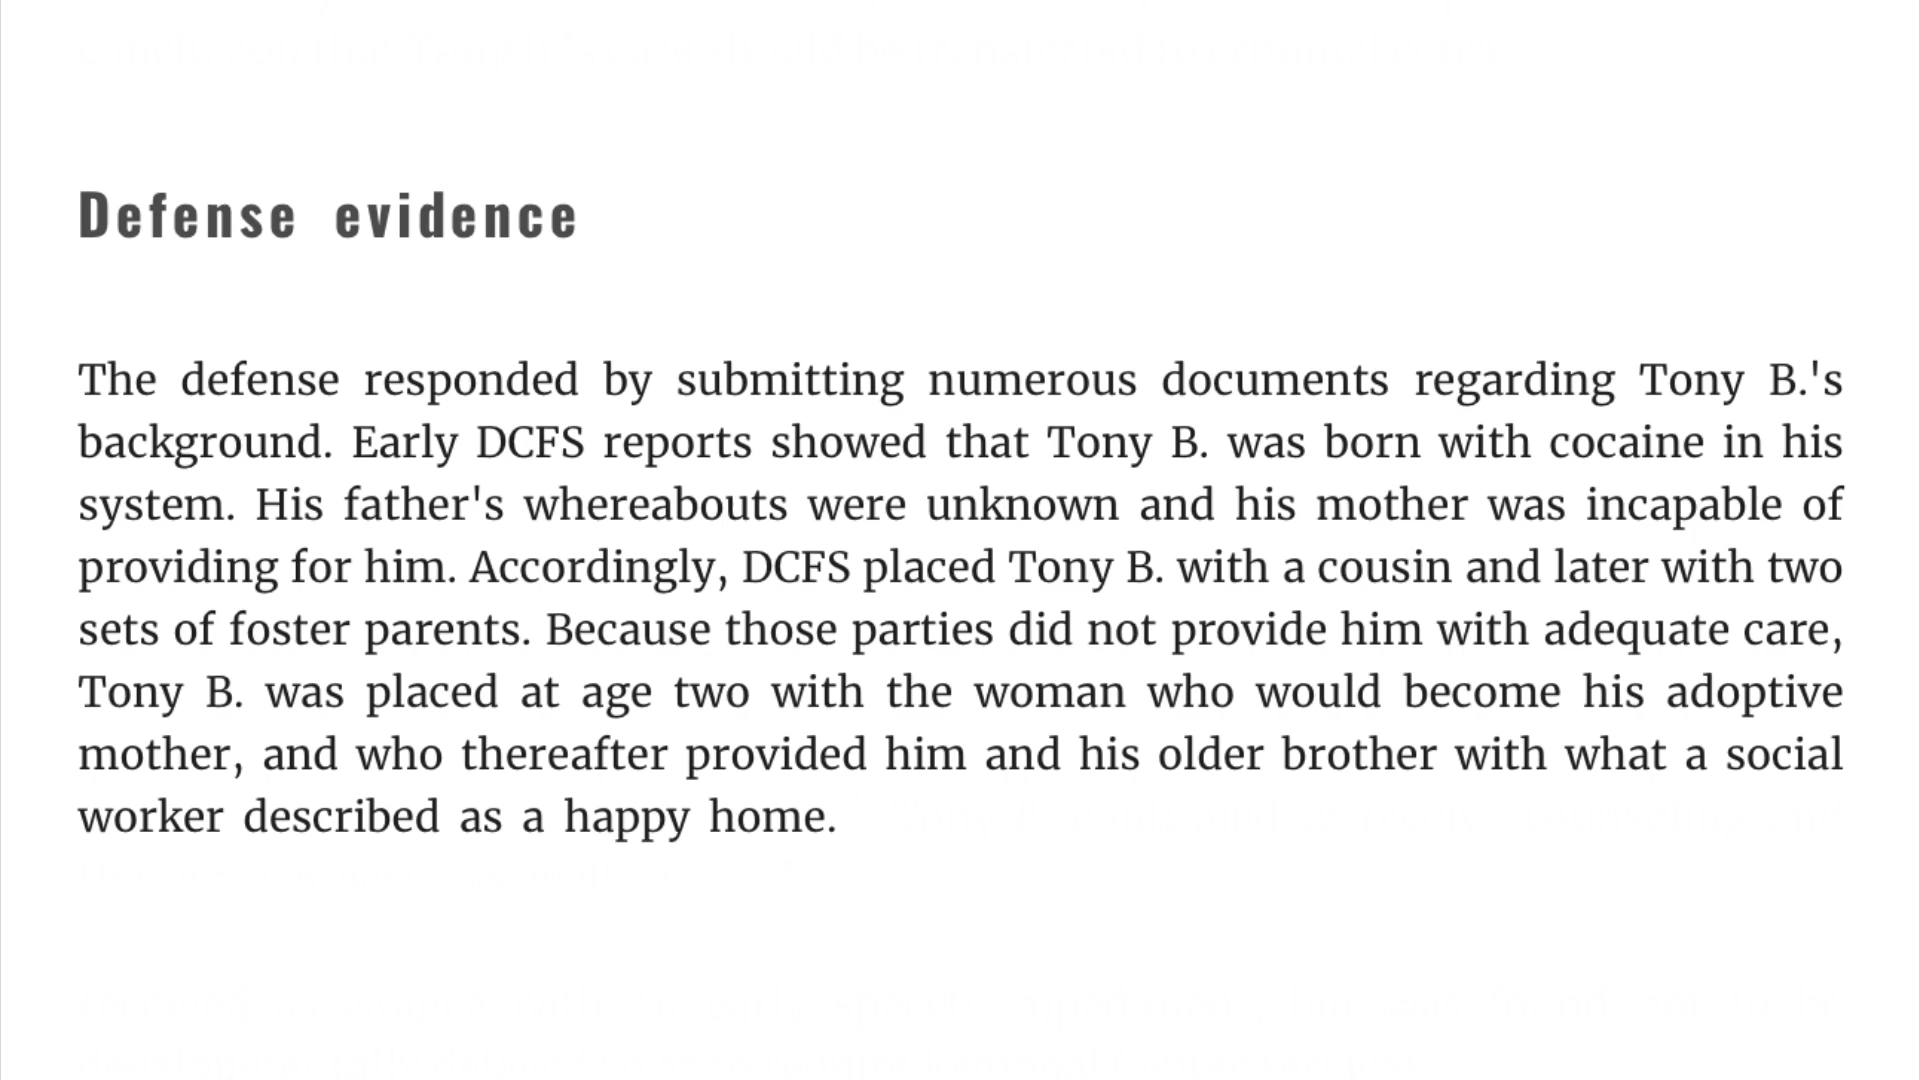 Defense evidence
The defense responded by submitting numerous documents regarding Tony B.'s
background. Early DCFS reports showed that Tony B. was born with cocaine in his
system. His father's whereabouts were unknown and his mother was incapable of
providing for him. Accordingly, DCFS placed Tony B. with a cousin and later with two
sets of foster parents. Because those parties did not provide him with adequate care,
Tony B. was placed at age two with the woman who would become his adoptive
mother, and who thereafter provided him and his older brother with what a social
worker described as a happy home.